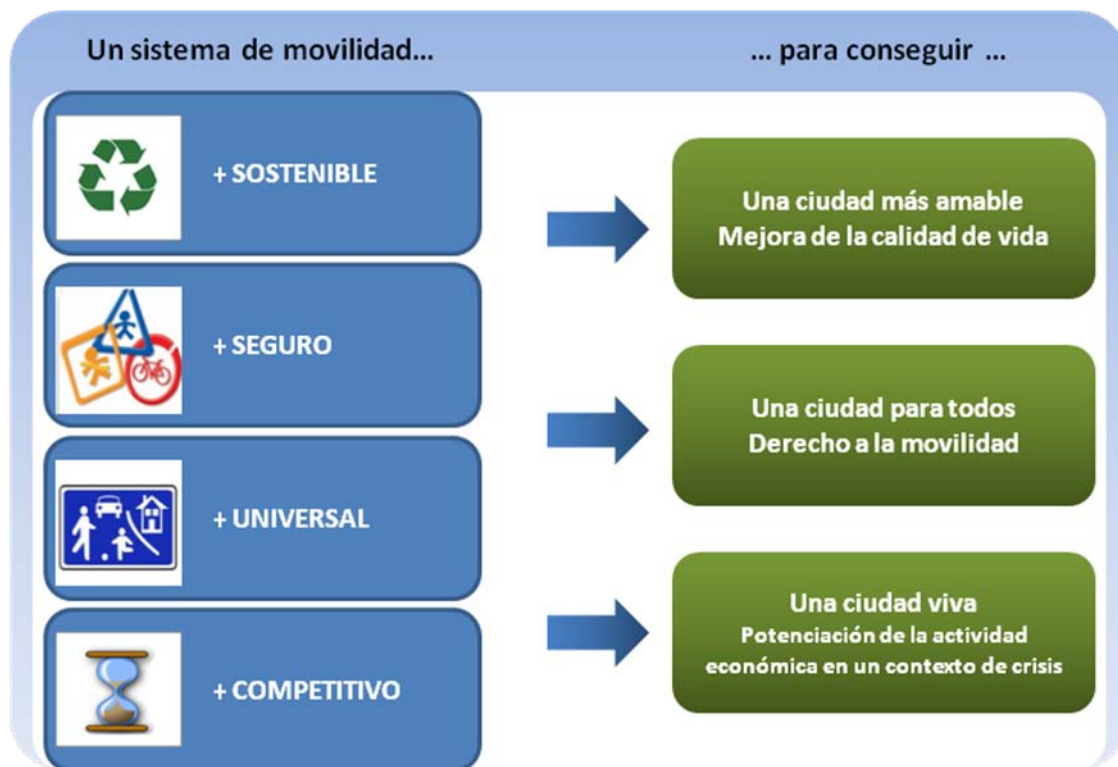 Un sistema de movilidad...
... para conseguir ...
+ SOSTENIBLE
+ SEGURO
+ UNIVERSAL
+ COMPETITIVO
Una ciudad más amable
Mejora de la calidad de vida
Una ciudad para todos
Derecho a la movilidad
Una ciudad viva
Potenciación de la actividad
económica en un contexto de crisis